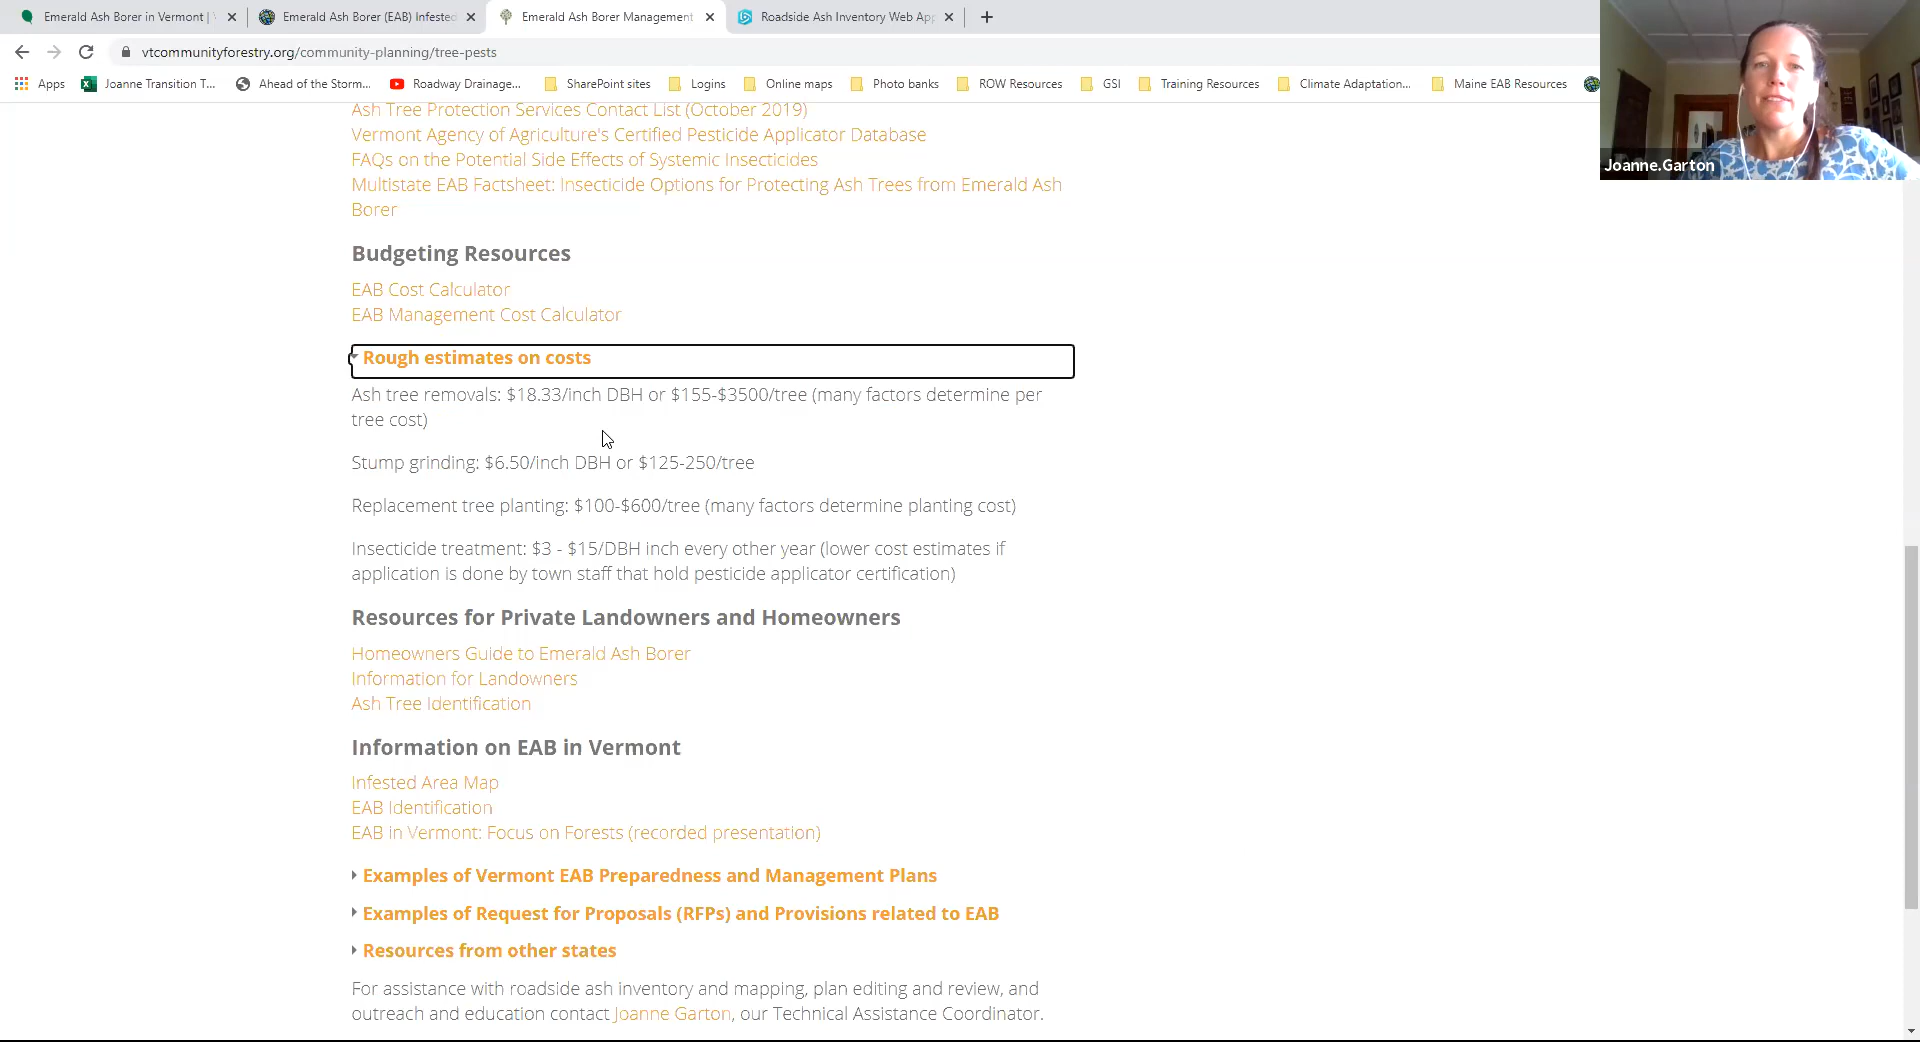 Emerald Ash Borer in Vermont |
Emerald Ash Borer (EAB) Infested
Emerald Ash Borer Management
Roadside Ash Inventory Web App
vtcommunityforestry.org/community-planning/tree-pests
Apps
Joanne Transition T...
Ahead of the Storm...
Roadway Drainage...
SharePoint sites
Logins
Online maps
Photo banks
ROW Resources
GSI
Training Resources
Climate Adaptation...
Maine EAB Resources
Joanne.Garton
Ash Tree Protection Services Contact List (October 2019)
Vermont Agency of Agriculture's Certified Pesticide Applicator Database
FAQs on the Potential Side Effects of Systemic Insecticides
Multistate EAB Factsheet: Insecticide Options for Protecting Ash Trees from Emerald Ash
Borer
Budgeting Resources
EAB Cost Calculator
EAB Management Cost Calculator
Rough estimates on costs
Ash tree removals: $18.33/inch DBH or $155-$3500/tree (many factors determine per
tree cost)
Stump grinding: $6.50/inch DBH or $125-250/tree
Replacement tree planting: $100-$600/tree (many factors determine planting cost)
Insecticide treatment: $3 - $15/DBH inch every other year (lower cost estimates if
application is done by town staff that hold pesticide applicator certification)
Resources for Private Landowners and Homeowners
Homeowners Guide to Emerald Ash Borer
Information for Landowners
Ash Tree Identification
Information on EAB in Vermont
Infested Area Map
EAB Identification
EAB in Vermont: Focus on Forests (recorded presentation)
Examples of Vermont EAB Preparedness and Management Plans
Examples of Request for Proposals (RFPs) and Provisions related to EAB
Resources from other states
For assistance with roadside ash inventory and mapping, plan editing and review, and
outreach and education contact Joanne Garton, our Technical Assistance Coordinator.